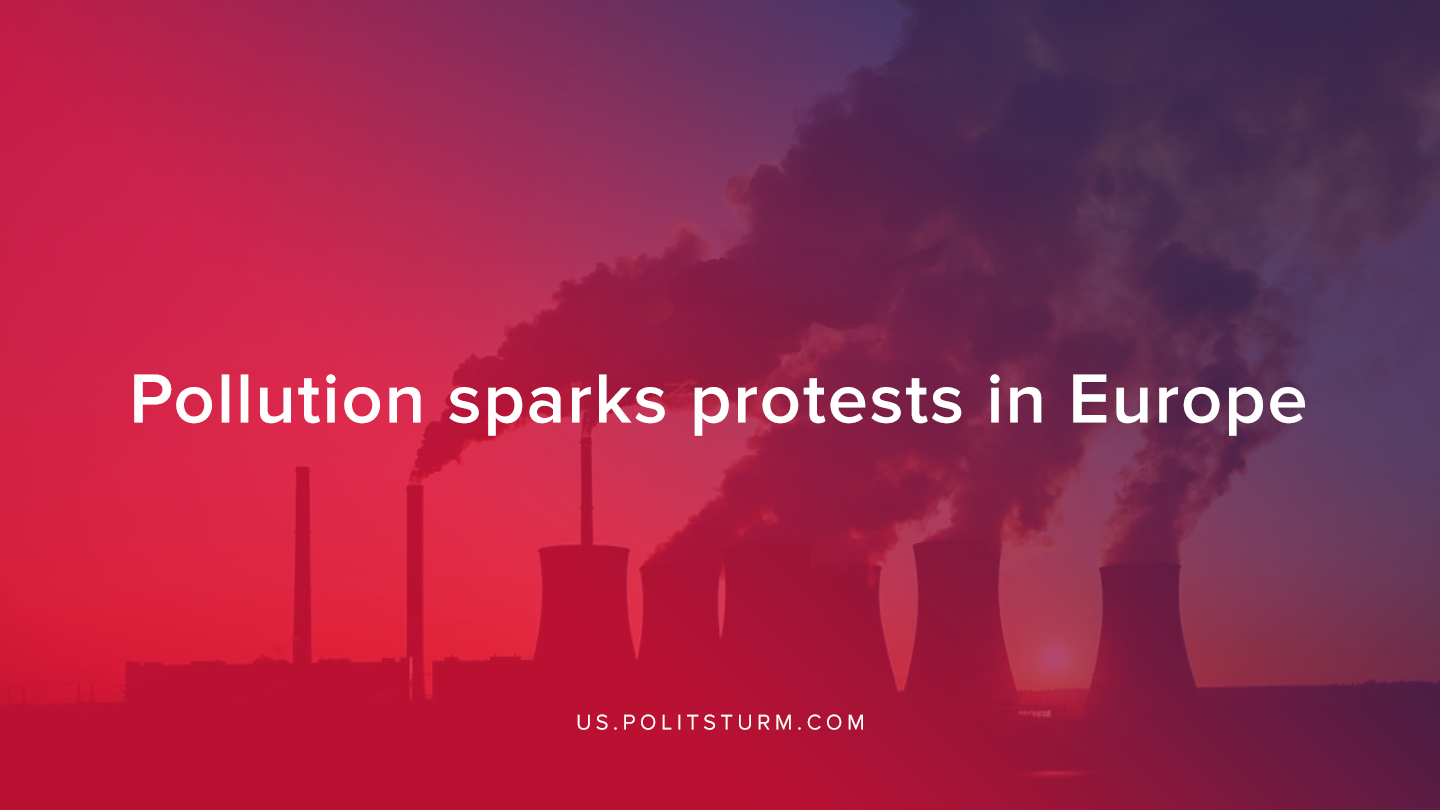 Pollution sparks protests in Europe
US.POLITSTURM.COM